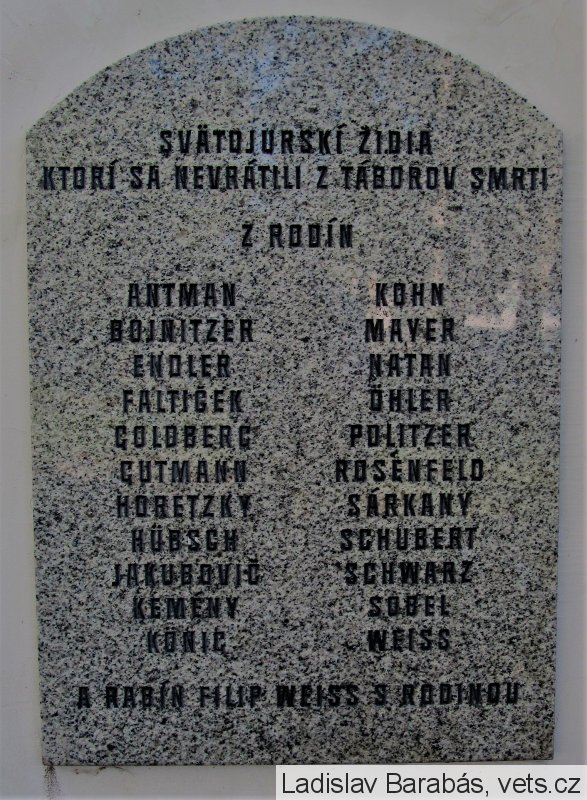 SVÄTOJURSKÍ ŽIDIA
KTORÍ SA NEVRÁTILI Z TÁBOROV SMRTI
Z RODÍN
ANTMAN
BOJNITZER
ENDLER
FALTIČEK
GOLDBERG
GUTMANN
HORETZKY
HÜBSCH
JAKUBOVIČ
KEMÉNY
KÖNIG
KOHN
MAYER
NATAN
ÖHLER
POLITZER
ROSENFELD
SÁRKANY
SCHUBERT
SCHWARZ
SOBEL
WEISS
A RABÍN FILIP WEISS S RODINOU
Ladislav Barabás, vets.cz